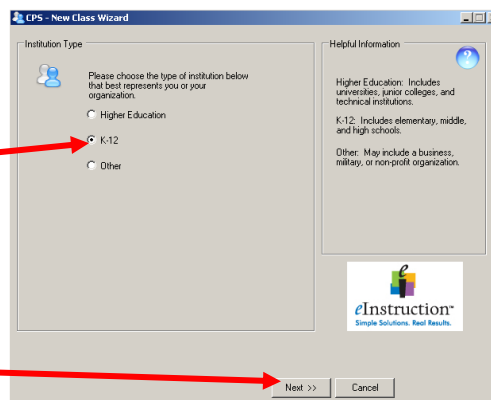 CPS - New Class Wizard
Institution Type
Please choose the type of institution below
that best represents you or your
organization.
Higher Education
K-12
Other
Helpful Information
?
Higher Education: Includes
universities, junior colleges, and
technical institutions.
K-12: Includes elementary, middle,
and high schools.
Other: May include a business,
military, or non-profit organization.
e
eInstruction™
Simple Solutions. Real Results.
Next >>
Cancel